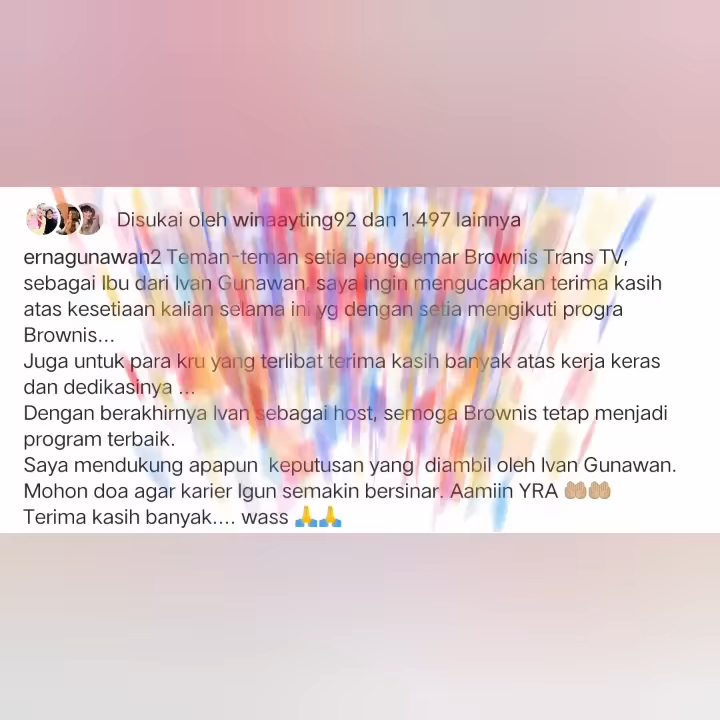 Disukai oleh winaayting92 dan 1.497 lainnya
ernagunawan2 Teman-teman setia penggemar Brownis Trans TV,
sebagai Ibu dari Ivan Gunawan, saya ingin mengucapkan terima kasih
atas kesetiaan kalian selama ini yg dengan setia mengikuti progra
Brownis...
Juga untuk para kru yang terlibat terima kasih banyak atas kerja keras
dan dedikasinya ...
Dengan berakhirnya Ivan sebagai host, semoga Brownis tetap menjadi
program terbaik.
Saya mendukung apapun keputusan yang diambil oleh Ivan Gunawan.
Mohon doa agar karier Igun semakin bersinar. Aamiin YRA 🤲🏼🤲🏼
Terima kasih banyak.... wass 🙏🙏